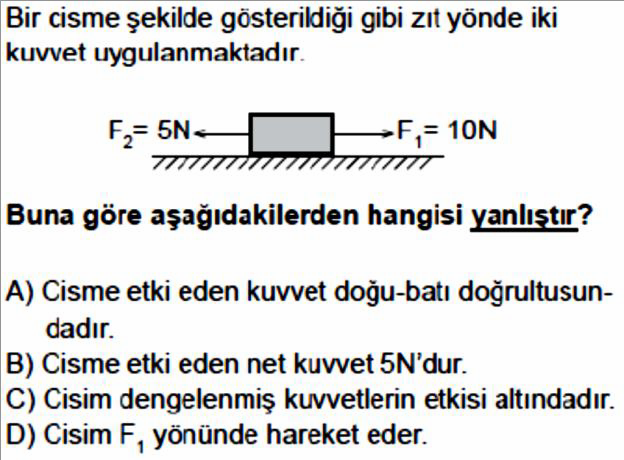 Bir cisme şekilde gösterildiği gibi zıt yönde iki
kuvvet uygulanmaktadır.
F₂= 5N F₁= 10N
Buna göre aşağıdakilerden hangisi yanlıştır?
A) Cisme etki eden kuvvet doğu-batı doğrultusun-
dadır.
B) Cisme etki eden net kuvvet 5N'dur.
C) Cisim dengelenmiş kuvvetlerin etkisi altındadır.
D) Cisim F₁ yönünde hareket eder.